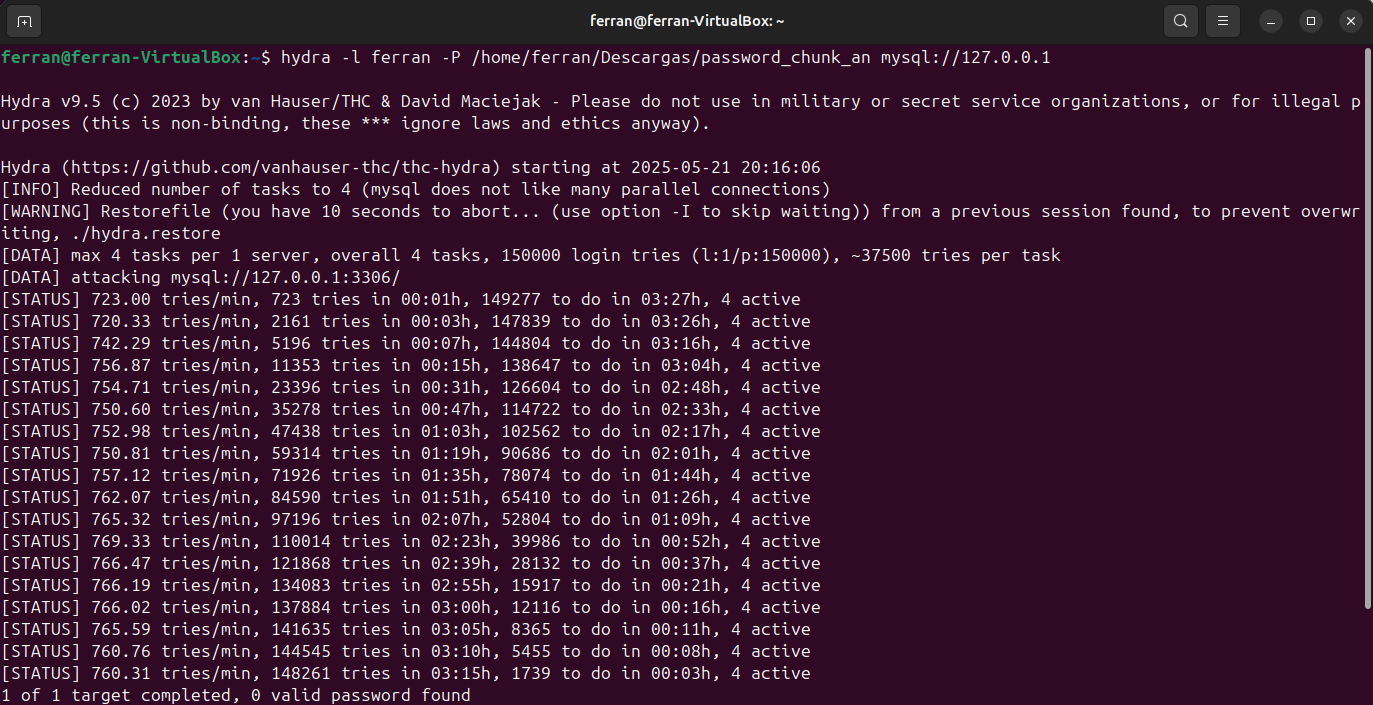 ferran@ferran-VirtualBox: ~
ferran@ferran-VirtualBox:~$ hydra -l ferran -P /home/ferran/Descargas/password_chunk_an mysql://127.0.0.1
Hydra v9.5 (c) 2023 by van Hauser/THC & David Maciejak - Please do not use in military or secret service organizations, or for illegal p
urposes (this is non-binding, these *** ignore laws and ethics anyway).
Hydra (https://github.com/vanhauser-thc/thc-hydra) starting at 2025-05-21 20:16:06
[INFO] Reduced number of tasks to 4 (mysql does not like many parallel connections)
[WARNING] Restorefile (you have 10 seconds to abort... (use option -I to skip waiting)) from a previous session found, to prevent overwr
iting, ./hydra.restore
[DATA] max 4 tasks per 1 server, overall 4 tasks, 150000 login tries (l:1/p:150000), ~37500 tries per task
[DATA] attacking mysql://127.0.0.1:3306/
[STATUS] 723.00 tries/min, 723 tries in 00:01h, 149277 to do in 03:27h, 4 active
[STATUS] 720.33 tries/min, 2161 tries in 00:03h, 147839 to do in 03:26h, 4 active
[STATUS] 742.29 tries/min, 5196 tries in 00:07h, 144804 to do in 03:16h, 4 active
[STATUS] 756.87 tries/min, 11353 tries in 00:15h, 138647 to do in 03:04h, 4 active
[STATUS] 754.71 tries/min, 23396 tries in 00:31h, 126604 to do in 02:48h, 4 active
[STATUS] 750.60 tries/min, 35278 tries in 00:47h, 114722 to do in 02:33h, 4 active
[STATUS] 752.98 tries/min, 47438 tries in 01:03h, 102562 to do in 02:17h, 4 active
[STATUS] 750.81 tries/min, 59314 tries in 01:19h, 90686 to do in 02:01h, 4 active
[STATUS] 757.12 tries/min, 71926 tries in 01:35h, 78074 to do in 01:44h, 4 active
[STATUS] 762.07 tries/min, 84590 tries in 01:51h, 65410 to do in 01:26h, 4 active
[STATUS] 765.32 tries/min, 97196 tries in 02:07h, 52804 to do in 01:09h, 4 active
[STATUS] 769.33 tries/min, 110014 tries in 02:23h, 39986 to do in 00:52h, 4 active
[STATUS] 766.47 tries/min, 121868 tries in 02:39h, 28132 to do in 00:37h, 4 active
[STATUS] 766.19 tries/min, 134083 tries in 02:55h, 15917 to do in 00:21h, 4 active
[STATUS] 766.02 tries/min, 137884 tries in 03:00h, 12116 to do in 00:16h, 4 active
[STATUS] 765.59 tries/min, 141635 tries in 03:05h, 8365 to do in 00:11h, 4 active
[STATUS] 760.76 tries/min, 144545 tries in 03:10h, 5455 to do in 00:08h, 4 active
[STATUS] 760.31 tries/min, 148261 tries in 03:15h, 1739 to do in 00:03h, 4 active
1 of 1 target completed, 0 valid password found